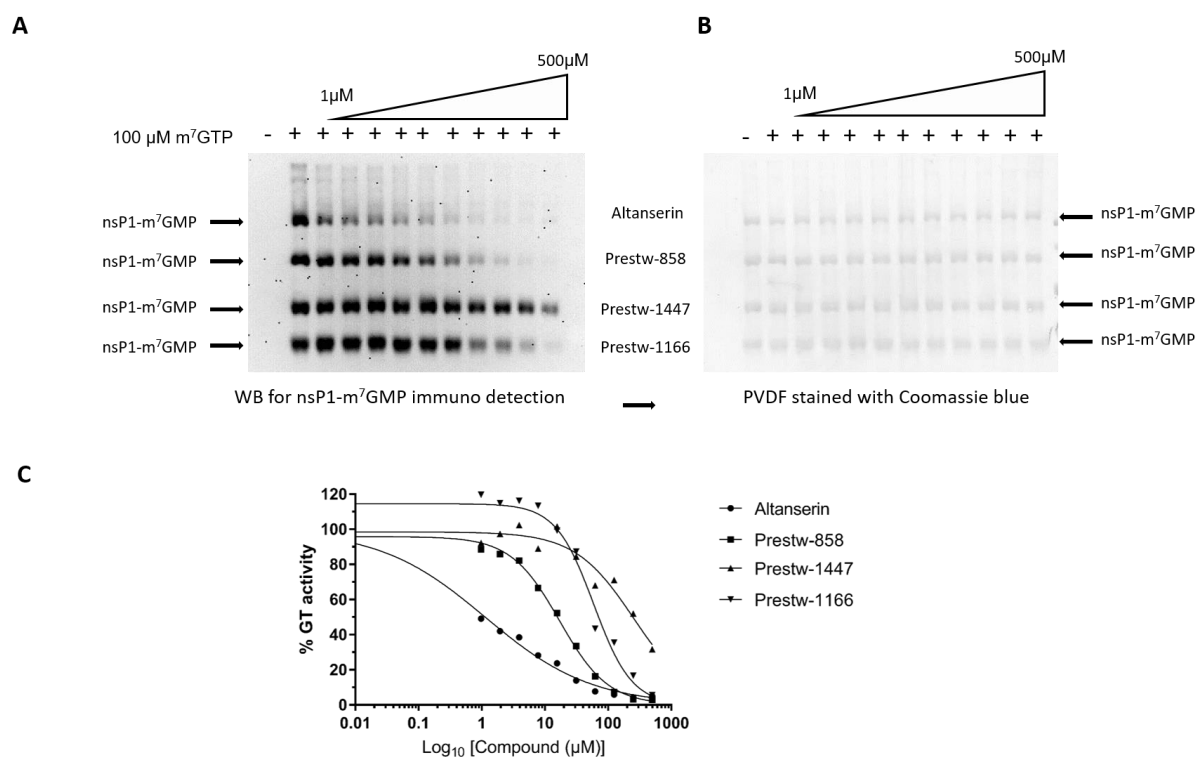 A
B
1µM
500µM
100 µM m⁷GTP
- + + + + + + + + + +
1µM
500µM
- + + + + + + + + + +
nsP1-m⁷GMP
nsP1-m⁷GMP
nsP1-m⁷GMP
nsP1-m⁷GMP
Altanserin
Prestw-858
Prestw-1447
Prestw-1166
nsP1-m⁷GMP
nsP1-m⁷GMP
nsP1-m⁷GMP
nsP1-m⁷GMP
WB for nsP1-m⁷GMP immuno detection
PVDF stained with Coomassie blue
C
% GT activity
120
100
80
60
40
20
0
0.01 0.1 1 10 100 1000
Log₁₀ [Compound (µM)]
Altanserin
Prestw-858
Prestw-1447
Prestw-1166